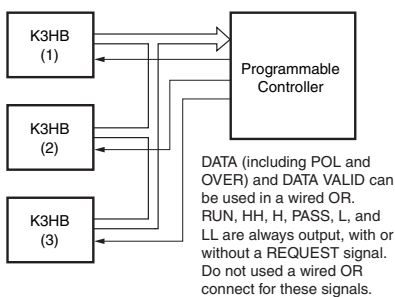 K3HB
(1)
Programmable
Controller
K3HB
(2)
K3HB
(3)
DATA (including POL and
OVER) and DATA VALID can
be used in a wired OR.
RUN, HH, H, PASS, L, and
LL are always output, with or
without a REQUEST signal.
Do not used a wired OR
connect for these signals.